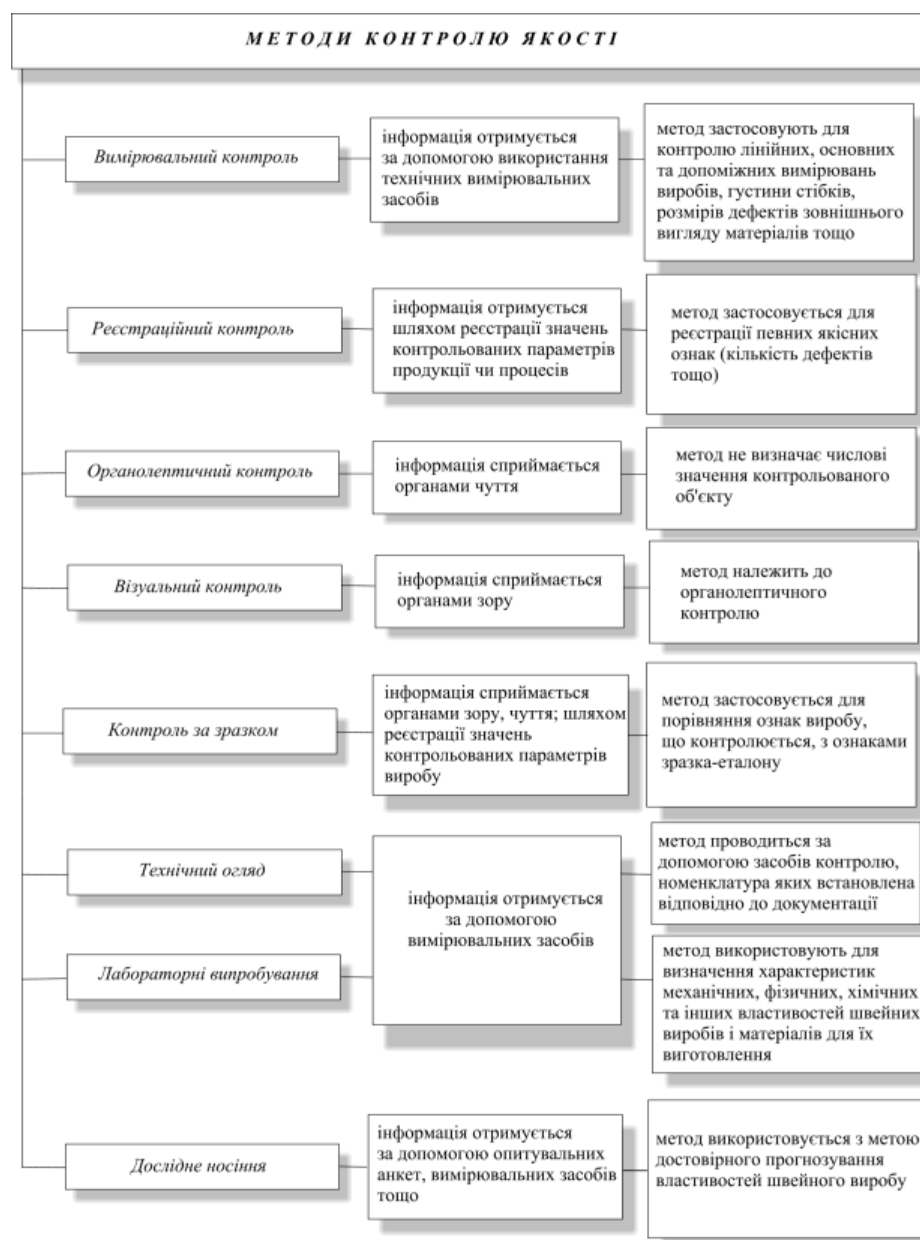 МЕТОДИ КОНТРОЛЮ ЯКОСТІ
Вимірювальний контроль
інформація отримується
за допомогою використання
технічних вимірювальних
засобів
метод застосовують для
контролю лінійних, основних
та допоміжних вимірювань
виробів, густини стібків,
розмірів дефектів зовнішнього
вигляду матеріалів тощо
Реєстраційний контроль
інформація отримується
шляхом реєстрації значень
контрольованих параметрів
продукції чи процесів
метод застосовується для
реєстрації певних якісних
ознак (кількість дефектів
тощо)
Органолептичний контроль
інформація сприймається
органами чуття
метод не визначає числові
значення контрольованого
об'єкту
Візуальний контроль
інформація сприймається
органами зору
метод належить до
органолептичного
контролю
Контроль за зразком
інформація сприймається
органами зору, чуття; шляхом
реєстрації значень
контрольованих параметрів
виробу
метод застосовується для
порівняння ознак виробу,
що контролюється, з ознаками
зразка-еталону
Технічний огляд
інформація отримується
за допомогою
вимірювальних засобів
метод проводиться за
допомогою засобів контролю,
номенклатура яких встановлена
відповідно до документації
Лабораторні випробування
метод використовують для
визначення характеристик
механічних, фізичних, хімічних
та інших властивостей швейних
виробів і матеріалів для їх
виготовлення
Дослідне носіння
інформація отримується
за допомогою опитувальних
анкет, вимірювальних засобів
тощо
метод використовується з метою
достовірного прогнозування
властивостей швейного виробу